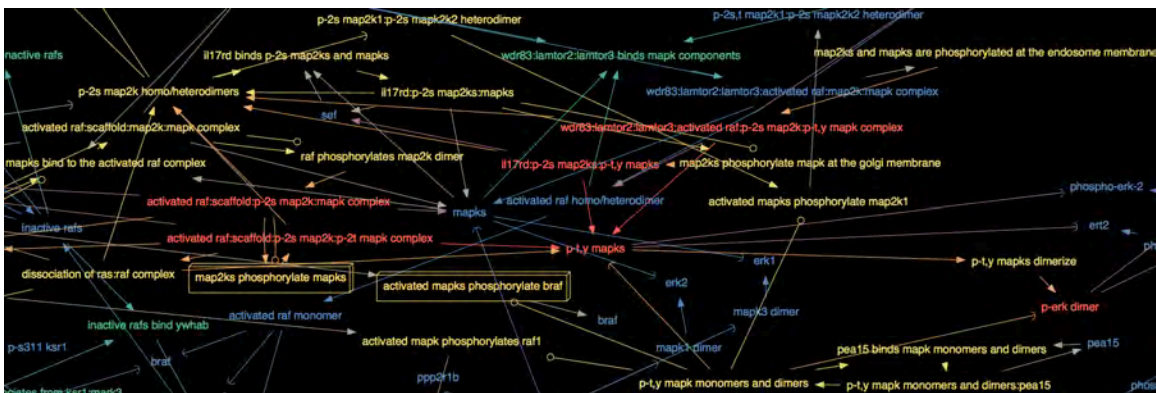 p-2s map2k1:p-2s mapk2k2 heterodimer
p-2s,t map2k1:p-2s mapk2k2 heterodimer
inactive rafs
il17rd binds p-2s map2ks and mapks
wdr83:lamtor2:lamtor3 binds mapk components
map2ks and mapks are phosphorylated at the endosome membrane
p-2s map2k homo/heterodimers
il17rd:p-2s map2ks:mapks
wdr83:lamtor2:lamtor3:activated raf:map2k:mapk complex
sef
activated raf:scaffold:map2k:mapk complex
wdr83:lamtor2:lamtor3:activated raf:p-2s map2k:p-t,y mapk complex
mapks bind to the activated raf complex
raf phosphorylates map2k dimer
il17rd:p-2s map2ks:p-t,y mapks
map2ks phosphorylate mapk at the golgi membrane
phospho-erk-2
activated raf:scaffold:p-2s map2k:mapk complex
mapks
activated raf homo/heterodimer
activated mapks phosphorylate map2k1
inactive rafs
ert2
activated raf:scaffold:p-2s map2k:p-2t mapk complex
p-t,y mapks
ph
erk1
p-t,y mapks dimerize
dissociation of ras:raf complex
map2ks phosphorylate mapks
activated mapks phosphorylate braf
erk2
p-erk dimer
inactive rafs bind ywhab
activated raf monomer
braf
mapk3 dimer
p-s311 ksr1
braf
activated mapk phosphorylates raf1
mapk1 dimer
pea15 binds mapk monomers and dimers
pea15
ppp2r1b
p-t,y mapk monomers and dimers
p-t,y mapk monomers and dimers:pea15
phos
ociates from:ksr1:mark3